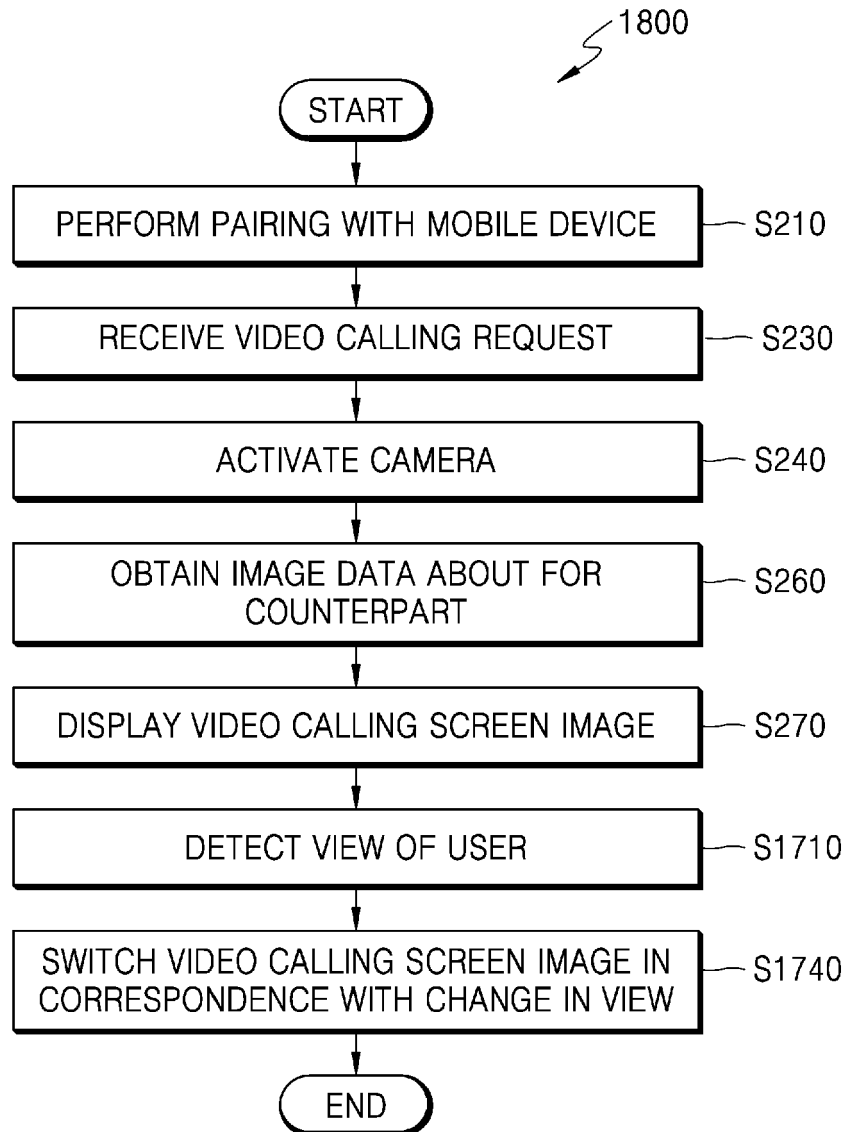 1800
START
PERFORM PAIRING WITH MOBILE DEVICE
S210
RECEIVE VIDEO CALLING REQUEST
S230
ACTIVATE CAMERA
S240
OBTAIN IMAGE DATA ABOUT FOR
COUNTERPART
S260
DISPLAY VIDEO CALLING SCREEN IMAGE
S270
DETECT VIEW OF USER
S1710
SWITCH VIDEO CALLING SCREEN IMAGE IN
CORRESPONDENCE WITH CHANGE IN VIEW
S1740
END